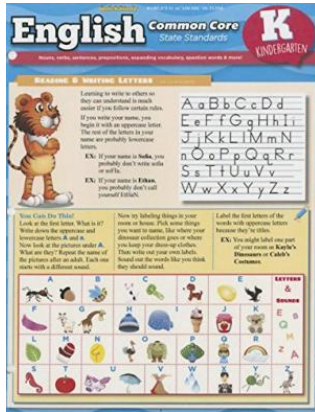 English Common Core
State Standards
K
KINDERGARTEN
Nouns, verbs, sentences, prepositions, expanding vocabulary, question words & more!
READING & WRITING LETTERS
Learning to write to others so
they can understand is much
easier if you follow certain rules.
If you write your name, you
begin it with an uppercase letter.
The rest of the letters in your
name are probably lowercase
letters.
EX: If your name is Sofia, you
probably don't write sofia
or soFia.
EX: If your name is Ethan,
you probably don't call
yourself
AaBbCcDd
EeFfGgHhIi
JjKkLlMmN
nOoPpQqRr
SsTtUuVv
WwXxYyZz
You Can Do This!
Look at the first letter. What is it?
Write down the uppercase and
lowercase letters, A and a.
Now look at the pictures under A.
What are they? Repeat the name of
the pictures after an adult. Each one
starts with a different sound.
Now try labeling things in your
room or house. Pick some things
you want to name, like where your
dinosaur collection goes or where
you keep your dress-up clothes.
Then write out your own labels.
Sound out the words like you think
they should sound.
Label the first letters of the
words with uppercase letters
because they're titles.
EX: You might label one
part of your room as Kayla's
Dinosaurs or Caleb's
Costumes.
A B C D E
F G H I J K
L M N O P Q R
S T U V W X Y Z
LETTERS
&
SOUNDS
E
B
Q
M
Z
A